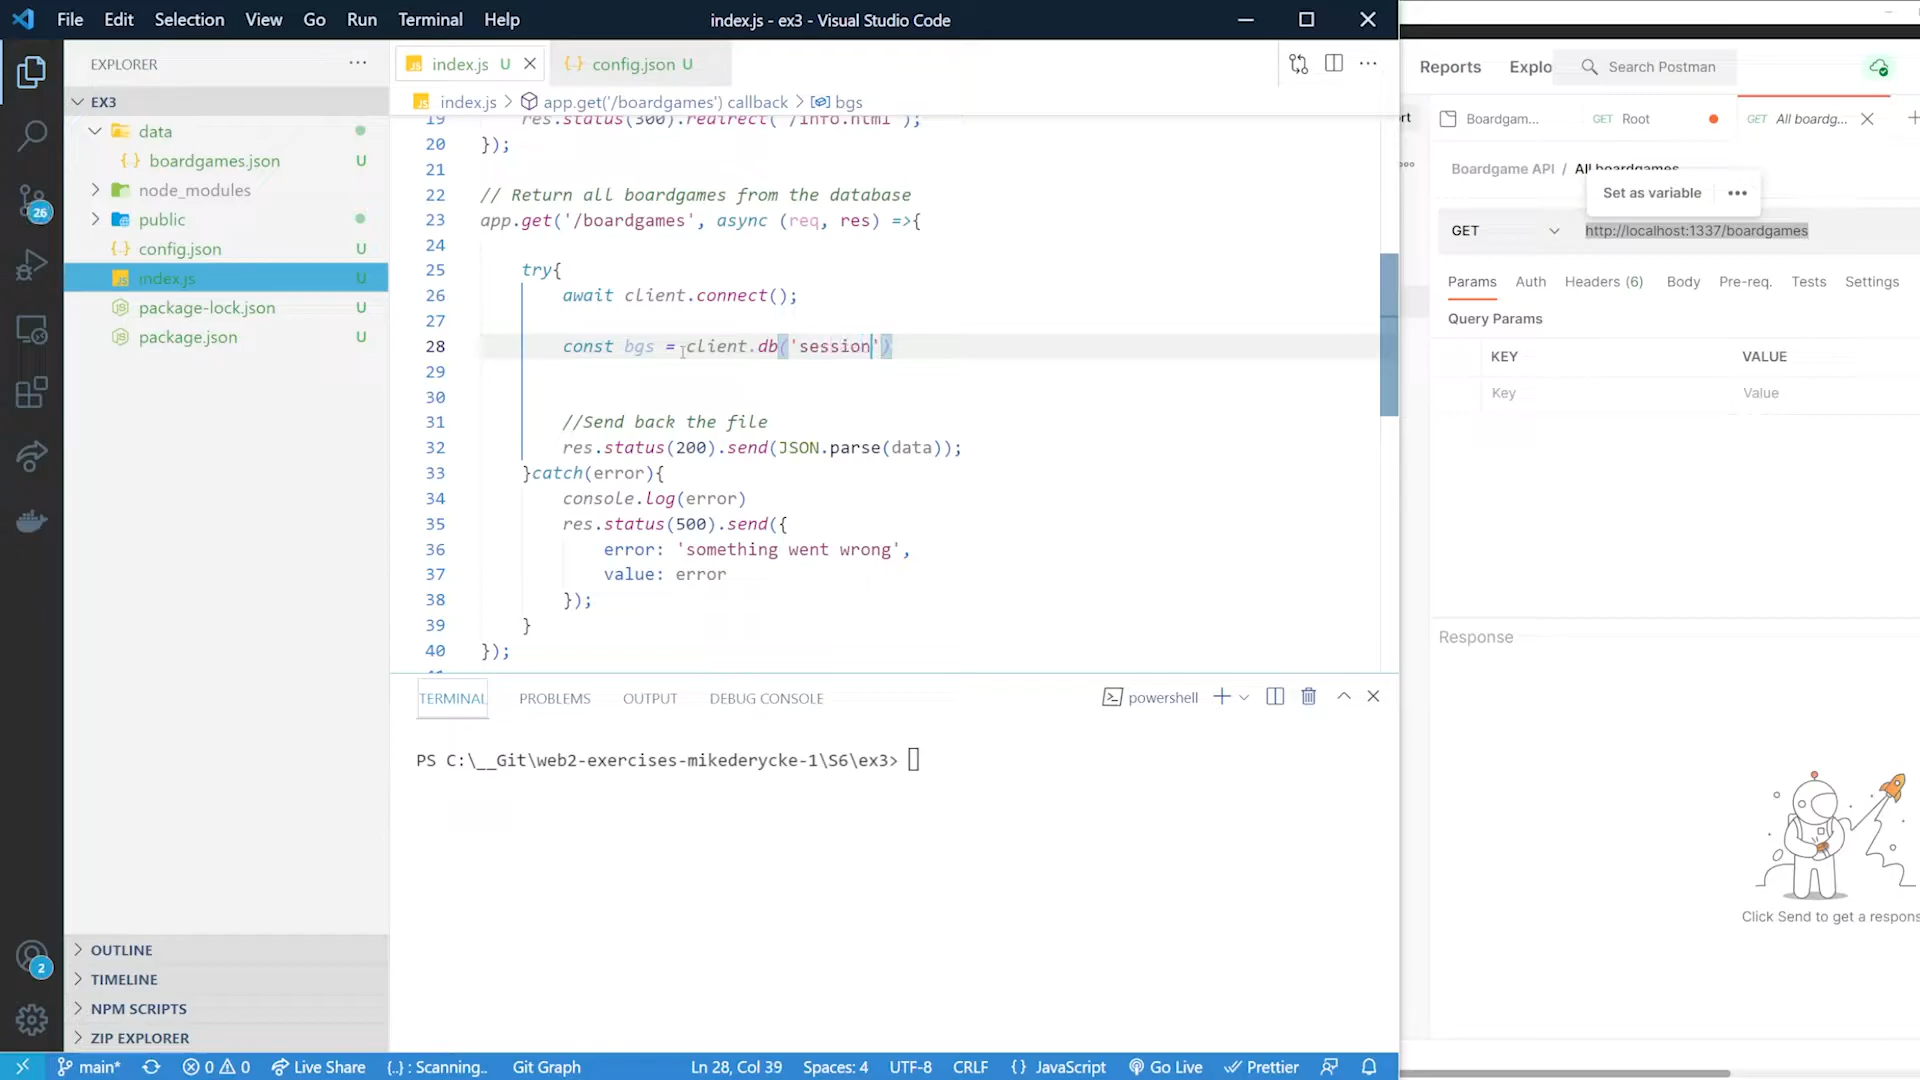 File Edit Selection View Go Run Terminal Help
index.js - ex3 - Visual Studio Code
EXPLORER
EX3
data
boardgames.json U
node_modules
public
config.json U
index.js U
package-lock.json U
package.json U
26
2
OUTLINE
TIMELINE
NPM SCRIPTS
ZIP EXPLORER
index.js U
config.json U
index.js > app.get('/boardgames') callback > bgs
19 res.status(300).redirect('/info.html');
20 });
21
22 // Return all boardgames from the database
23 app.get('/boardgames', async (req, res) =>{
24
25 try{
26 await client.connect();
27
28 const bgs = client.db('session')
29
30
31 //Send back the file
32 res.status(200).send(JSON.parse(data));
33 }catch(error){
34 console.log(error)
35 res.status(500).send({
36 error: 'something went wrong',
37 value: error
38 });
39 }
40 });
TERMINAL PROBLEMS OUTPUT DEBUG CONSOLE
powershell
PS C:\__Git\web2-exercises-mikederycke-1\S6\ex3>
main* 0 0 Live Share {..} : Scanning.. Git Graph Ln 28, Col 39 Spaces: 4 UTF-8 CRLF {} JavaScript Go Live Prettier
Reports Explo Search Postman
rt
Boardgam... GET Root GET All boardg...
Boardgame API / All boardgames
Set as variable
GET http://localhost:1337/boardgames
Params Auth Headers (6) Body Pre-req. Tests Settings
Query Params
KEY VALUE
Key Value
Response
Click Send to get a respons